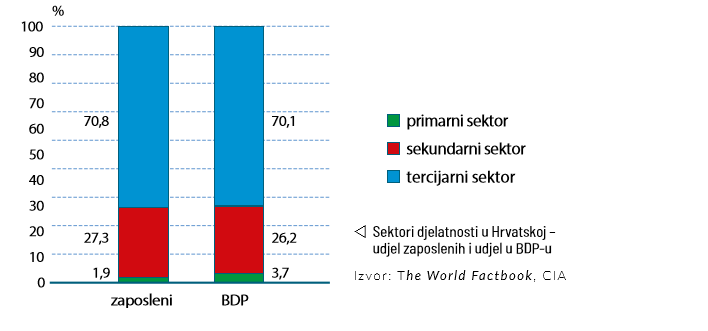 %
100
90
80
70
60
50
40
30
20
10
0
70,8
27,3
1,9
70,1
26,2
3,7
zaposleni
BDP
primarni sektor
sekundarni sektor
tercijarni sektor
Sektori djelatnosti u Hrvatskoj –
udjel zaposlenih i udjel u BDP-u
Izvor: The World Factbook, CIA